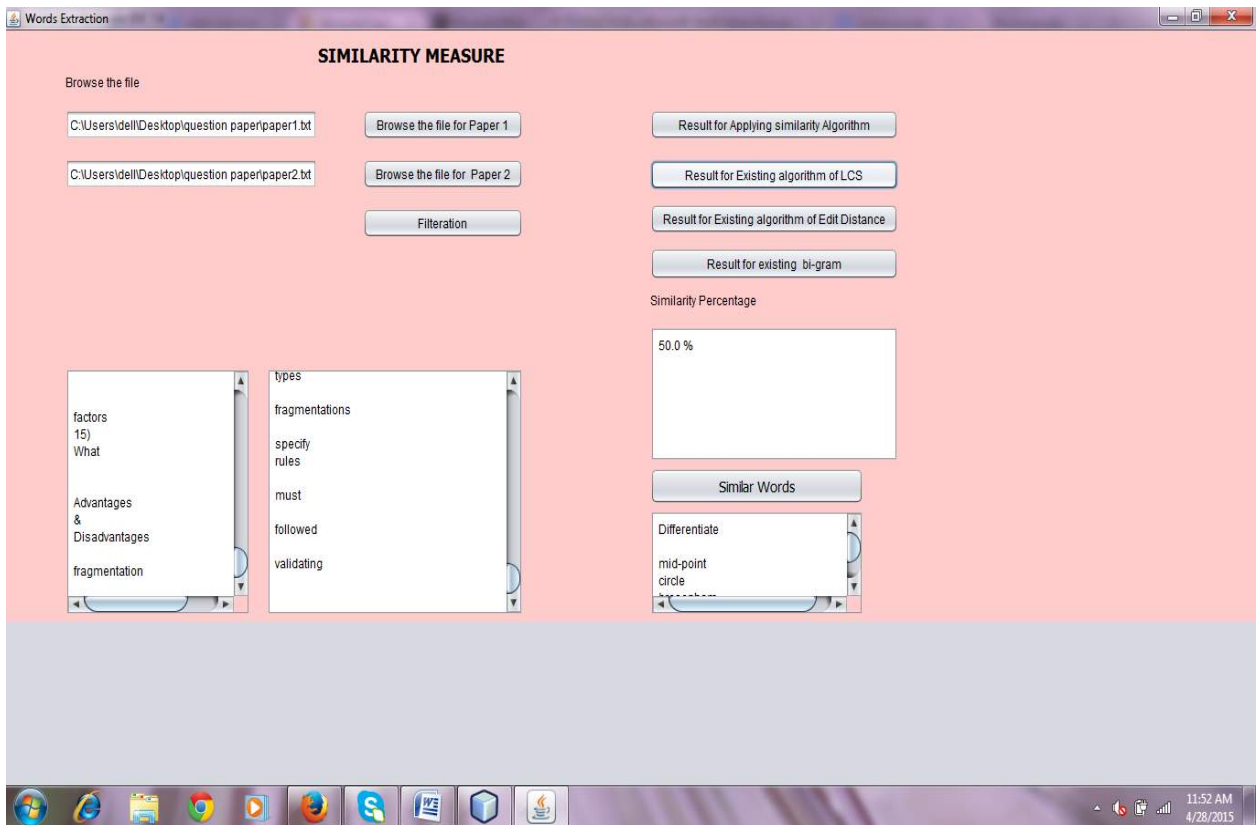 Words Extraction
SIMILARITY MEASURE
Browse the file
C:\Users\dell\Desktop\question paper\paper1.txt
Browse the file for Paper 1
Result for Applying similarity Algorithm
C:\Users\dell\Desktop\question paper\paper2.txt
Browse the file for Paper 2
Result for Existing algorithm of LCS
Filteration
Result for Existing algorithm of Edit Distance
Result for existing bi-gram
Similarity Percentage
50.0 %
factors
15)
What
Advantages
&
Disadvantages
fragmentation
types
fragmentations
specify
rules
must
followed
validating
Similar Words
Differentiate
mid-point
circle
11:52 AM
4/28/2015